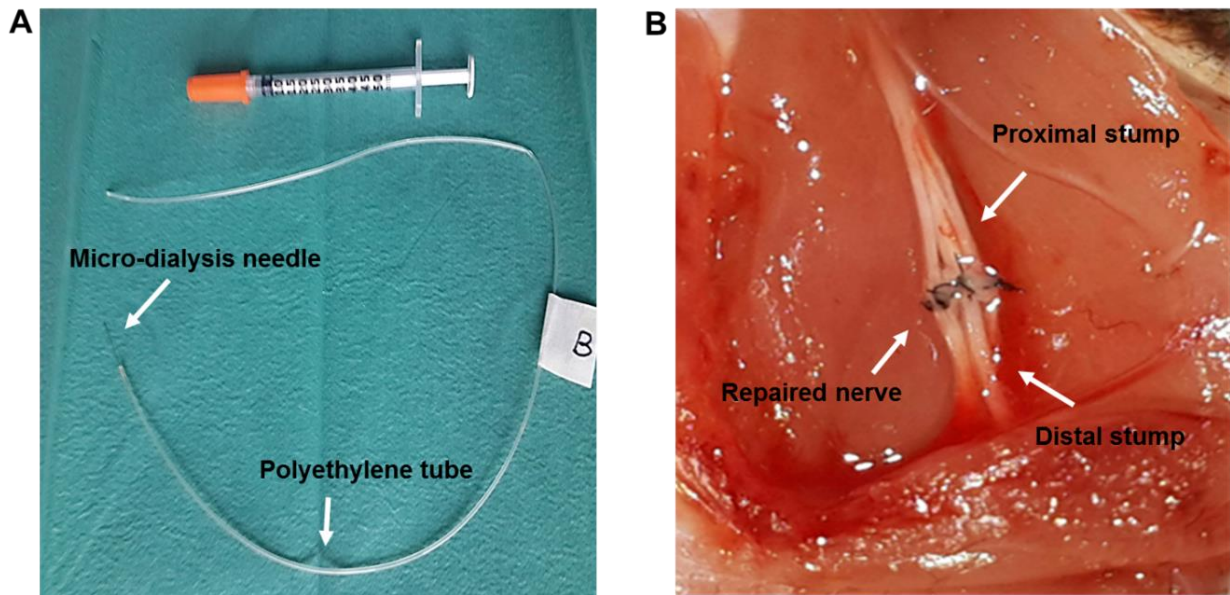 A
B
Micro-dialysis needle
Polyethylene tube
B
Proximal stump
Repaired nerve
Distal stump